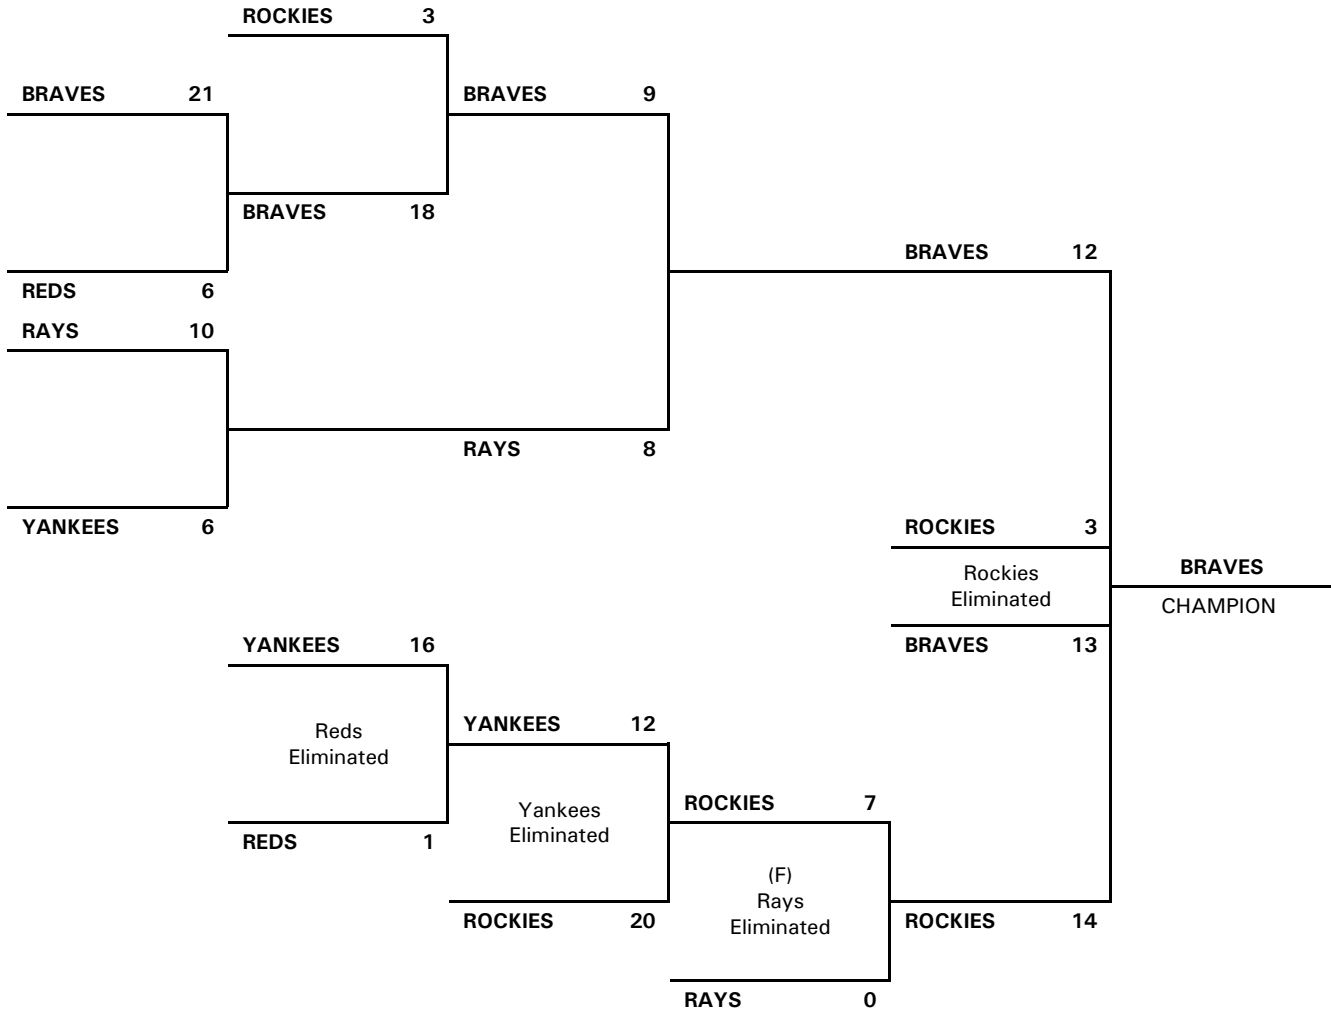 ROCKIES 3
BRAVES 21
BRAVES 9
BRAVES 18
BRAVES 12
REDS 6
RAYS 10
RAYS 8
YANKEES 6
ROCKIES 3
Rockies
Eliminated
BRAVES
CHAMPION
YANKEES 16
BRAVES 13
Reds
Eliminated
YANKEES 12
Yankees
Eliminated
ROCKIES 7
REDS 1
(F)
Rays
Eliminated
ROCKIES 20
ROCKIES 14
RAYS 0